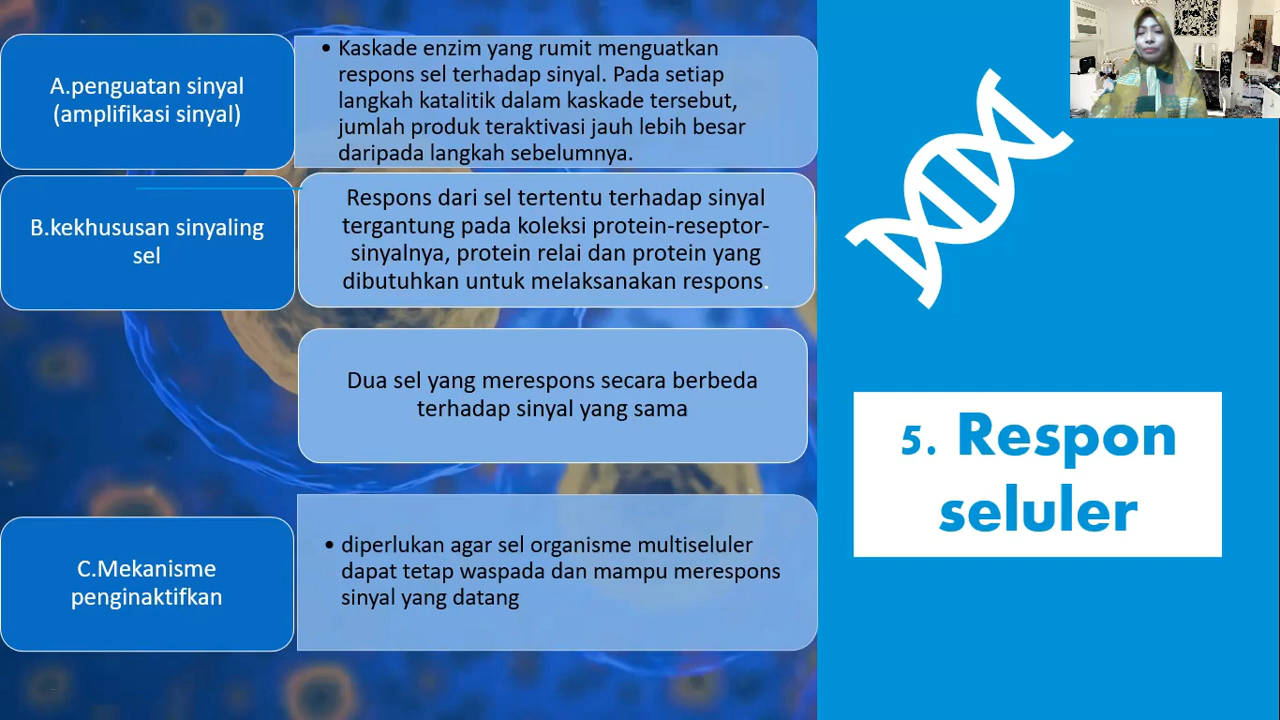 A.penguatan sinyal
(amplifikasi sinyal)
• Kaskade enzim yang rumit menguatkan
respons sel terhadap sinyal. Pada setiap
langkah katalitik dalam kaskade tersebut,
jumlah produk teraktivasi jauh lebih besar
daripada langkah sebelumnya.
B.kekhususan sinyaling
sel
Respons dari sel tertentu terhadap sinyal
tergantung pada koleksi protein-reseptor-
sinyalnya, protein relai dan protein yang
dibutuhkan untuk melaksanakan respons.
Dua sel yang merespons secara berbeda
terhadap sinyal yang sama
C.Mekanisme
penginaktifkan
• diperlukan agar sel organisme multiseluler
dapat tetap waspada dan mampu merespons
sinyal yang datang
5. Respon
seluler